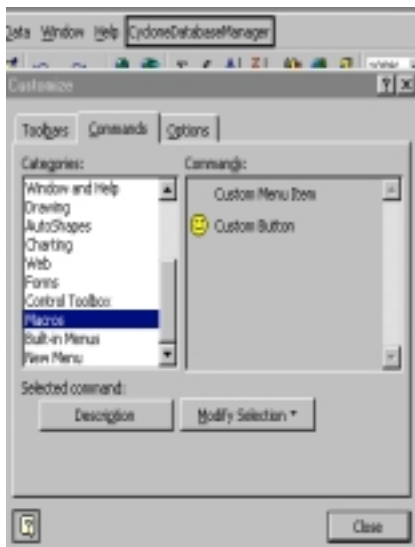 Data Window Help CycloneDatabaseManager
100%
Customize
Toolbars Commands Options
Categories:
Commands:
Window and Help
Drawing
AutoShapes
Charting
Web
Forms
Control Toolbox
Macros
Built-in Menus
New Menu
Custom Menu Item
Custom Button
Selected command:
Description
Modify Selection
Close